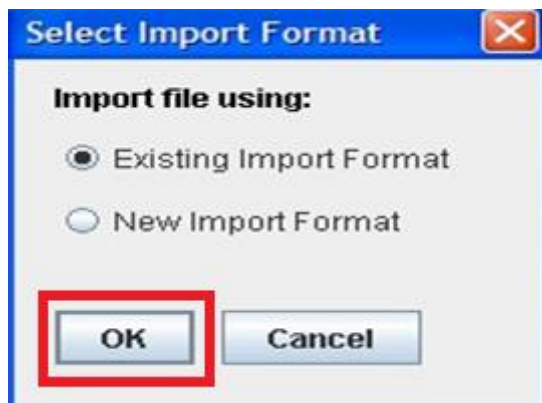 Select Import Format
Import file using:
Existing Import Format
New Import Format
OK Cancel